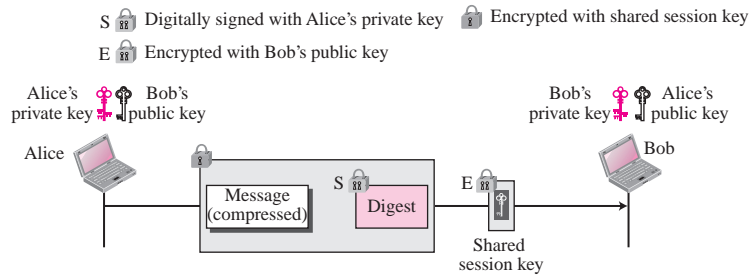 S Digitally signed with Alice's private key
Encrypted with shared session key
E Encrypted with Bob's public key
Alice's
private key
Bob's
public key
Bob's
private key
Alice's
public key
Alice
Bob
Message
(compressed)
S
Digest
E
Shared
session key